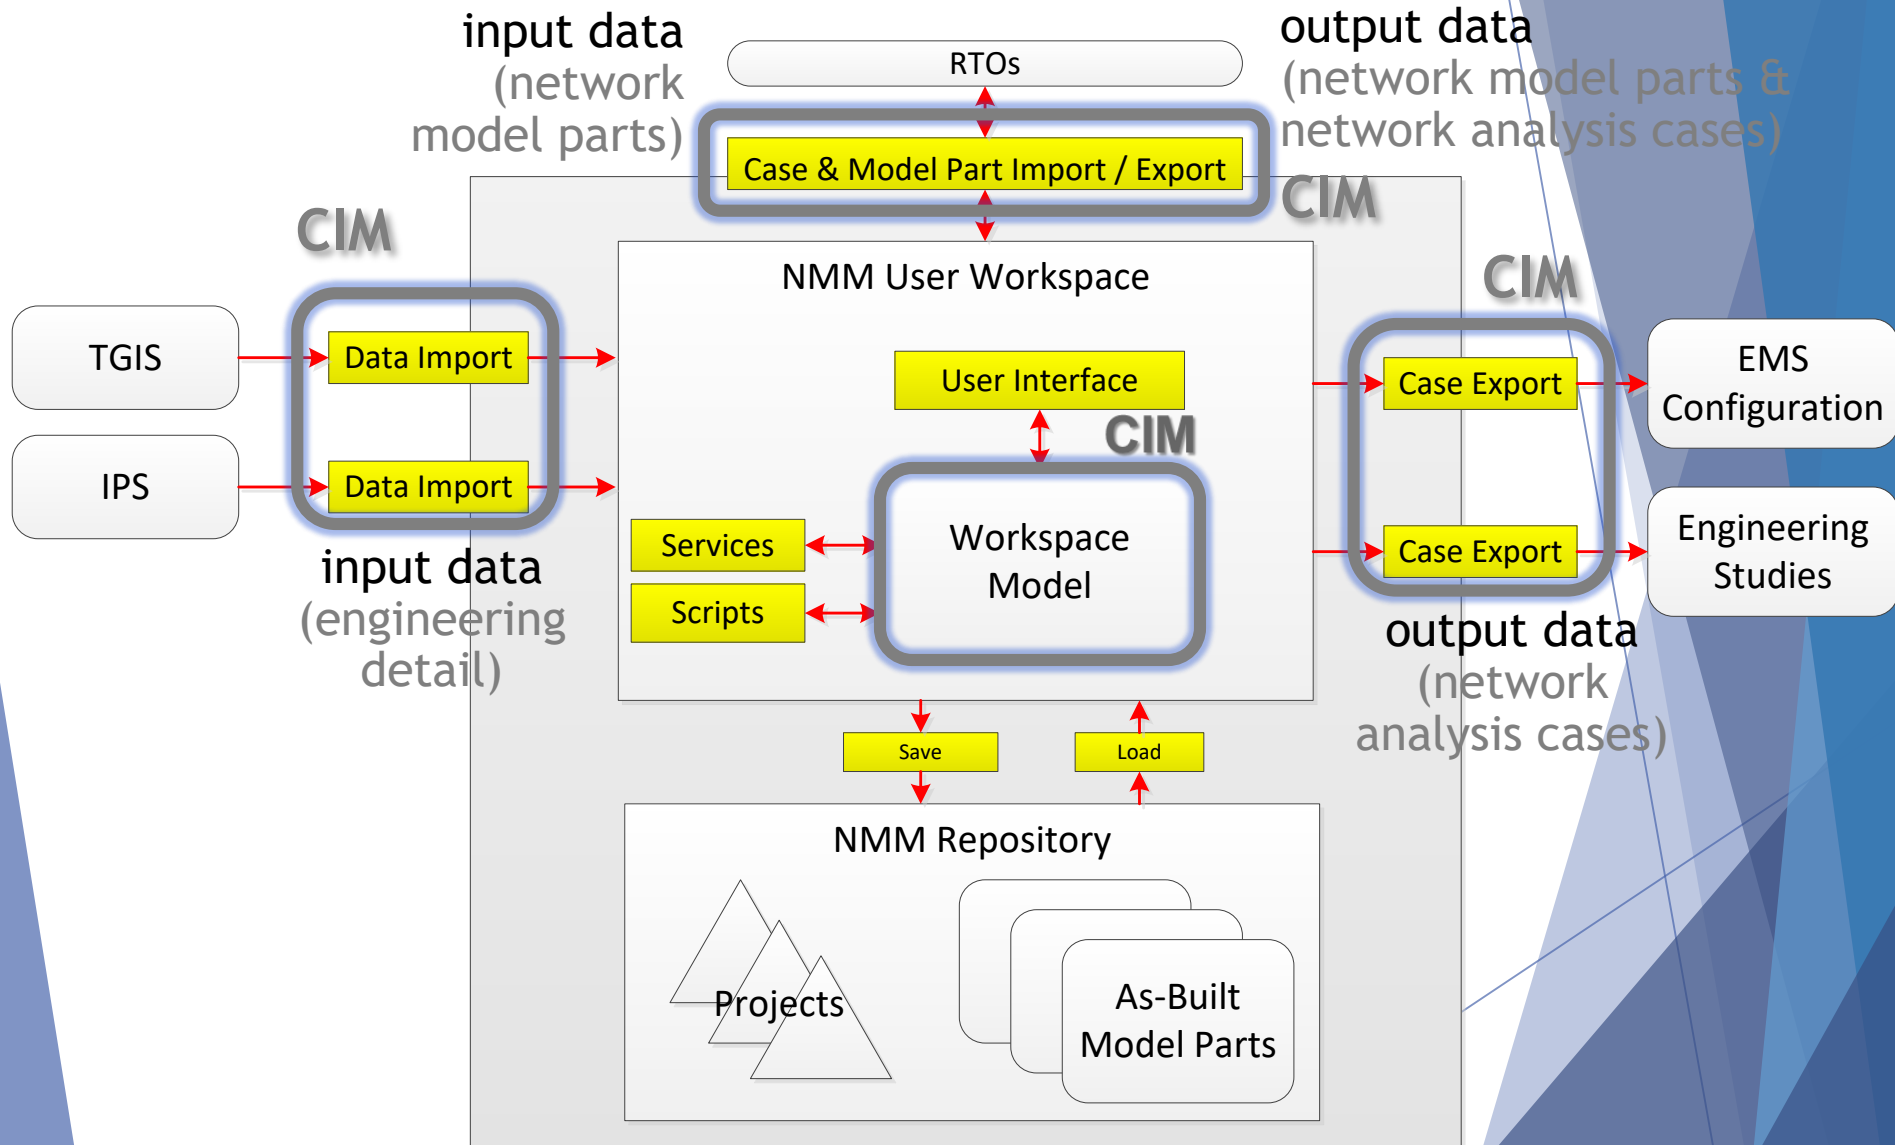 input data
(network
model parts)
RTOs
output data
(network model parts &
network analysis cases)
Case & Model Part Import / Export
CIM
CIM
NMM User Workspace
CIM
TGIS
Data Import
User Interface
Case Export
EMS
Configuration
CIM
IPS
Data Import
Services
Scripts
Workspace
Model
Case Export
Engineering
Studies
input data
(engineering
detail)
output data
(network
analysis cases)
Save
Load
NMM Repository
Projects
As-Built
Model Parts